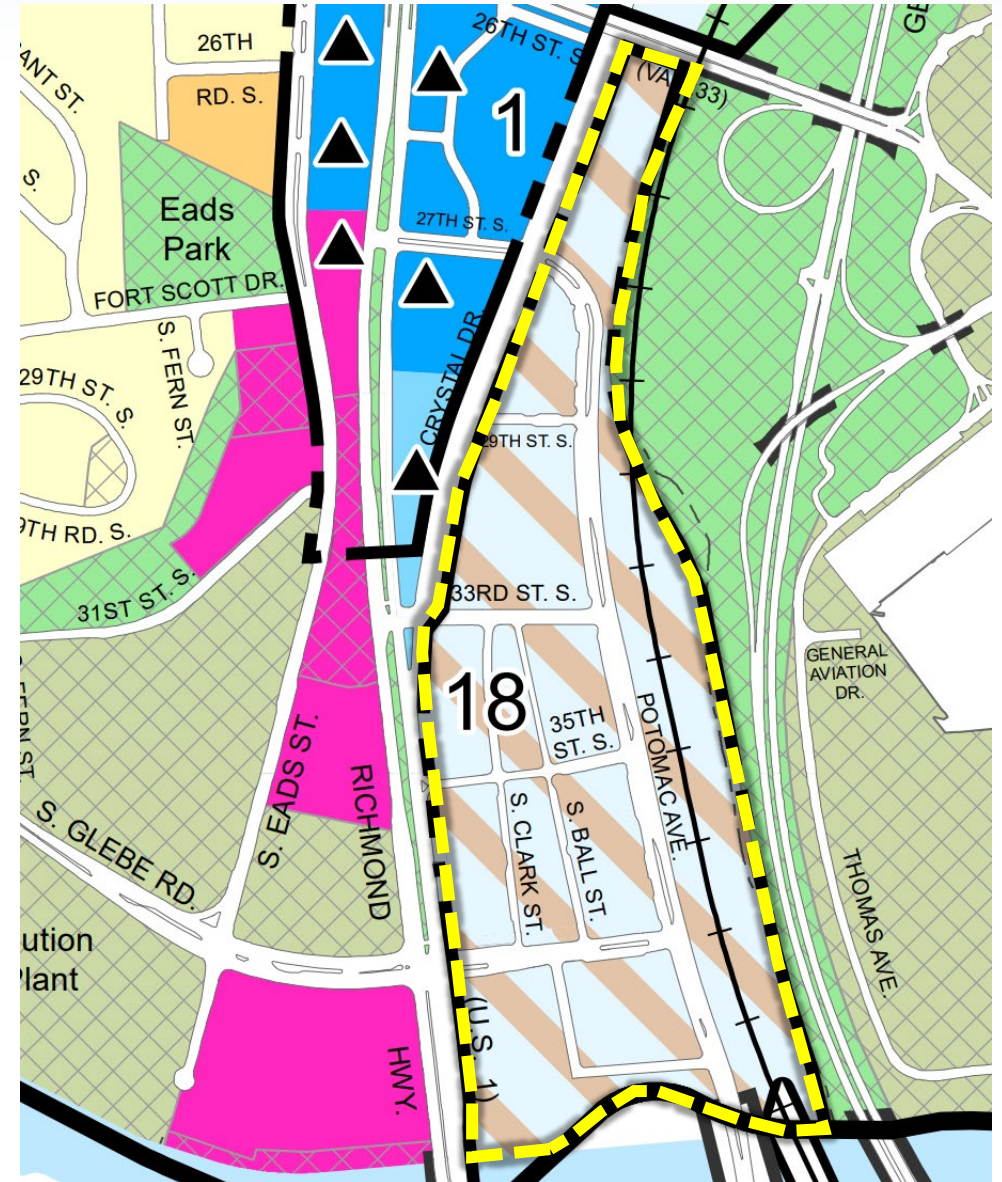 26TH
RD. S.
ANT ST.
S.
26TH ST. S.
1
(VA 233)
GE
Eads
Park
27TH ST. S.
FORT SCOTT DR.
S. FERN ST.
CRYSTAL DR.
29TH ST. S.
29TH ST. S.
9TH RD. S.
31ST ST. S.
33RD ST. S.
GENERAL
AVIATION
DR.
18
35TH
ST. S.
POTOMAC AVE.
FERN ST.
S. EADS ST.
RICHMOND
S. GLEBE RD.
S. CLARK ST.
S. BALL ST.
THOMAS AVE.
ution
Plant
(U.S. 1)
HWY.